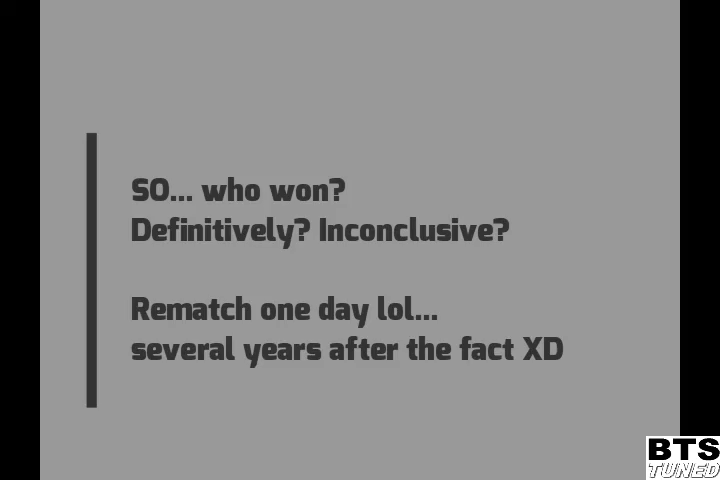 SO... who won?
Definitively? Inconclusive?
Rematch one day lol...
several years after the fact XD
BTS
TUNED